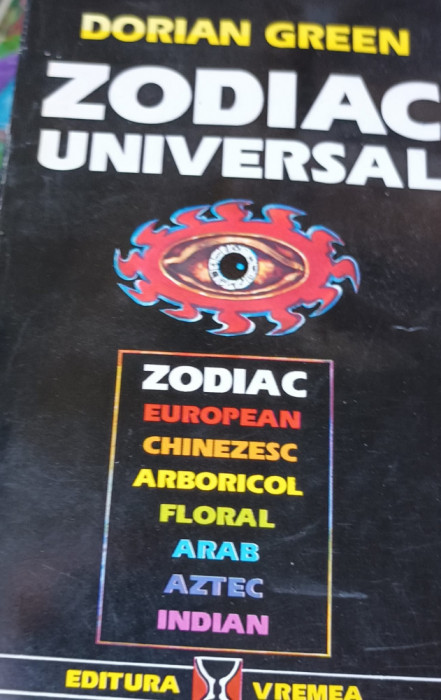 DORIAN GREEN
ZODIAC
UNIVERSAL
ZODIAC
EUROPEAN
CHINEZESC
ARBORICOL
FLORAL
ARAB
AZTEC
INDIAN
EDITURA VREMEA